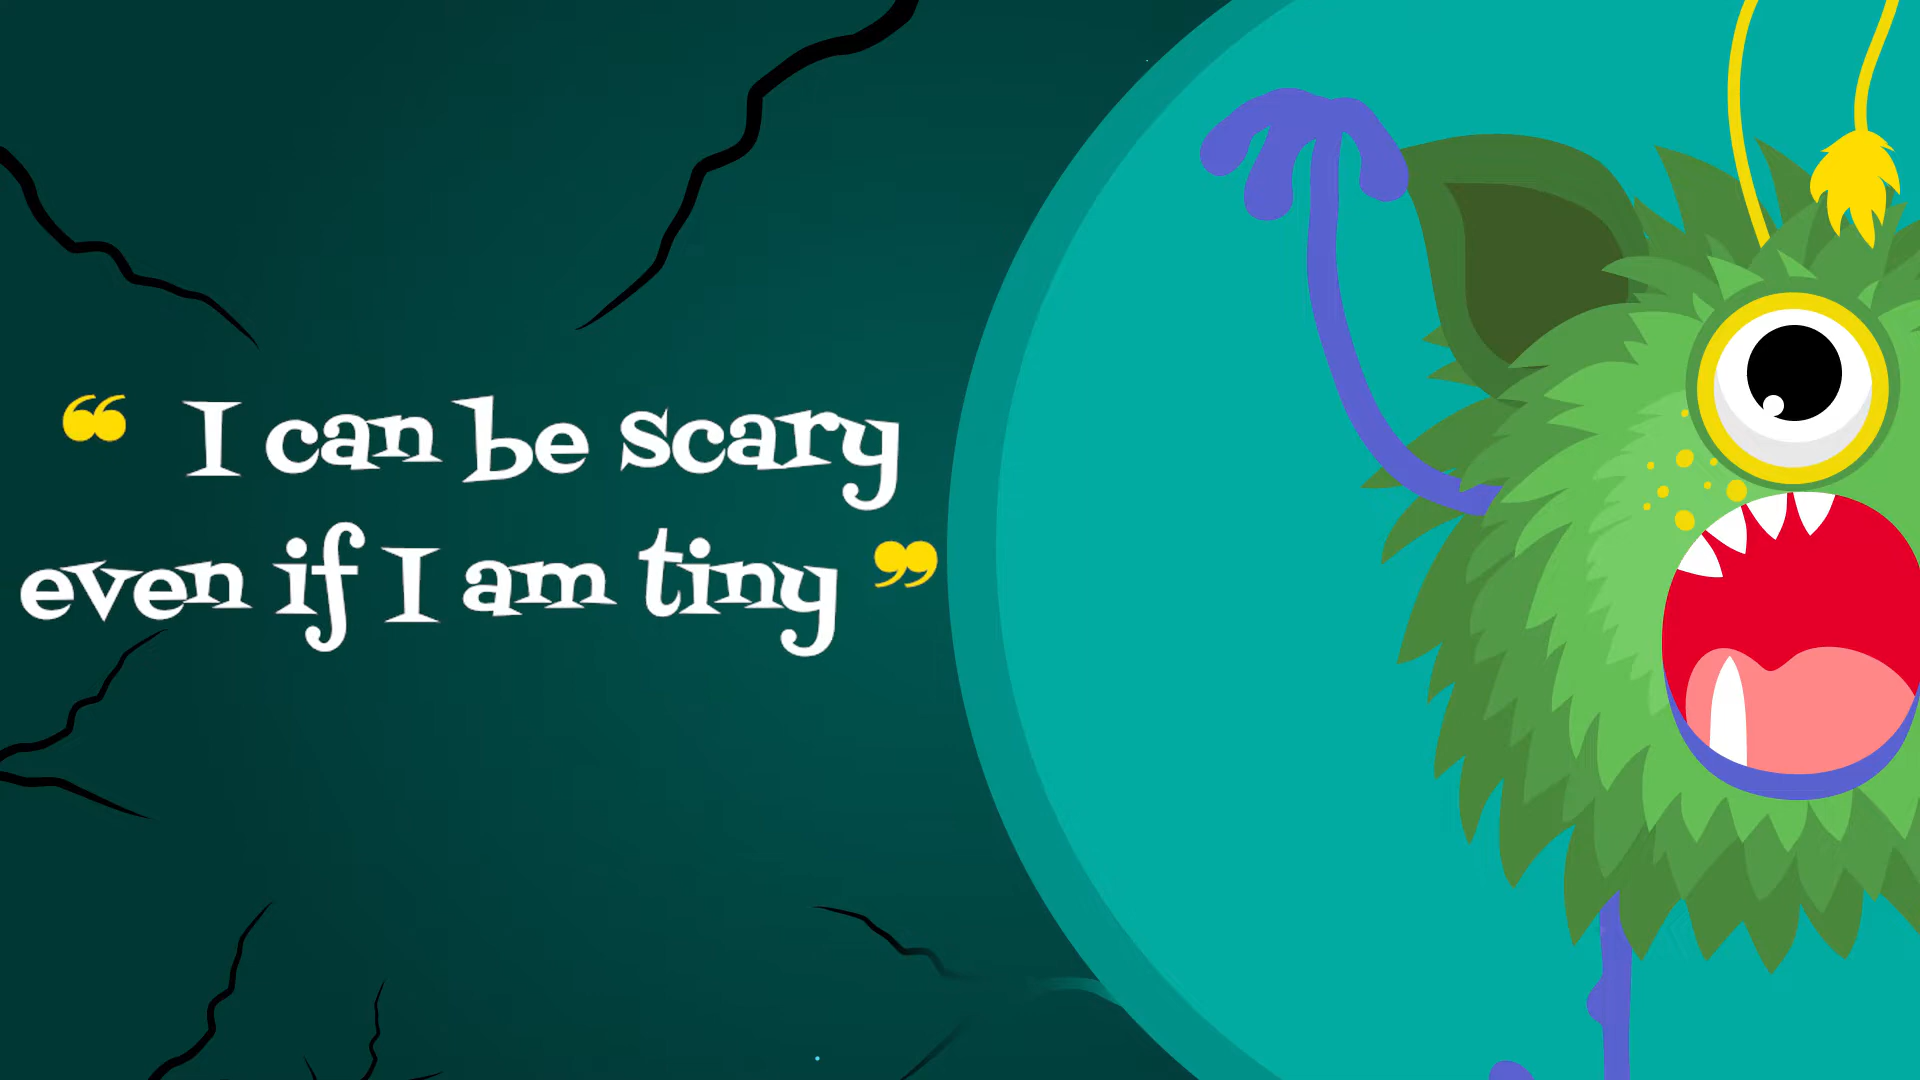 “ I can be scary
even if I am tiny ”